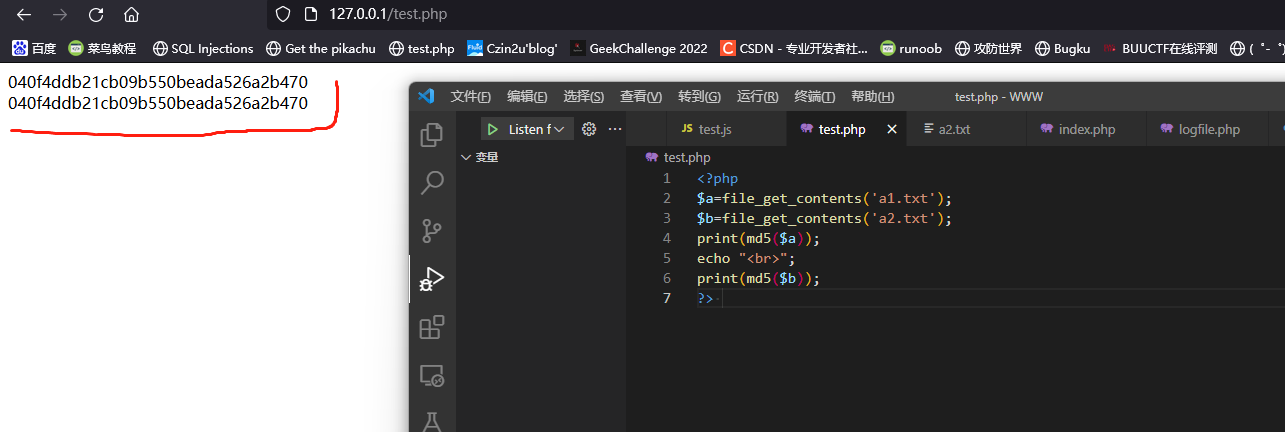 127.0.0.1/test.php
百度 菜鸟教程 SQL Injections Get the pikachu test.php Czin2u'blog' GeekChallenge 2022 CSDN - 专业开发者社... runoob 攻防世界 Bugku BUUCTF在线评测
040f4ddb21cb09b550beada526a2b470
040f4ddb21cb09b550beada526a2b470
文件(F) 编辑(E) 选择(S) 查看(V) 转到(G) 运行(R) 终端(T) 帮助(H) test.php - WWW
Listen f ... JS test.js test.php a2.txt index.php logfile.php
变量
test.php
1 <?php
2 $a=file_get_contents('a1.txt');
3 $b=file_get_contents('a2.txt');
4 print(md5($a));
5 echo "<br>";
6 print(md5($b));
7 ?>